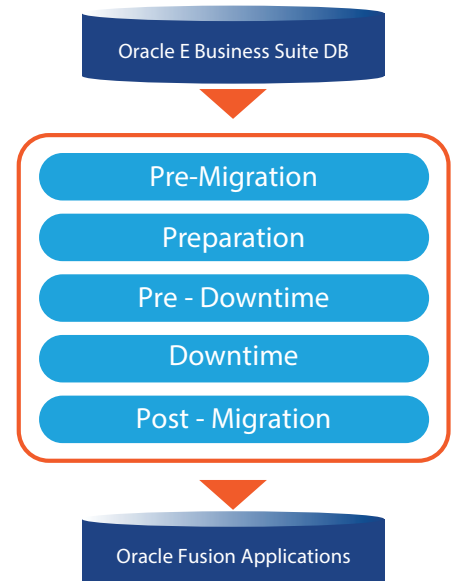 Oracle E Business Suite DB
Pre-Migration
Preparation
Pre - Downtime
Downtime
Post - Migration
Oracle Fusion Applications